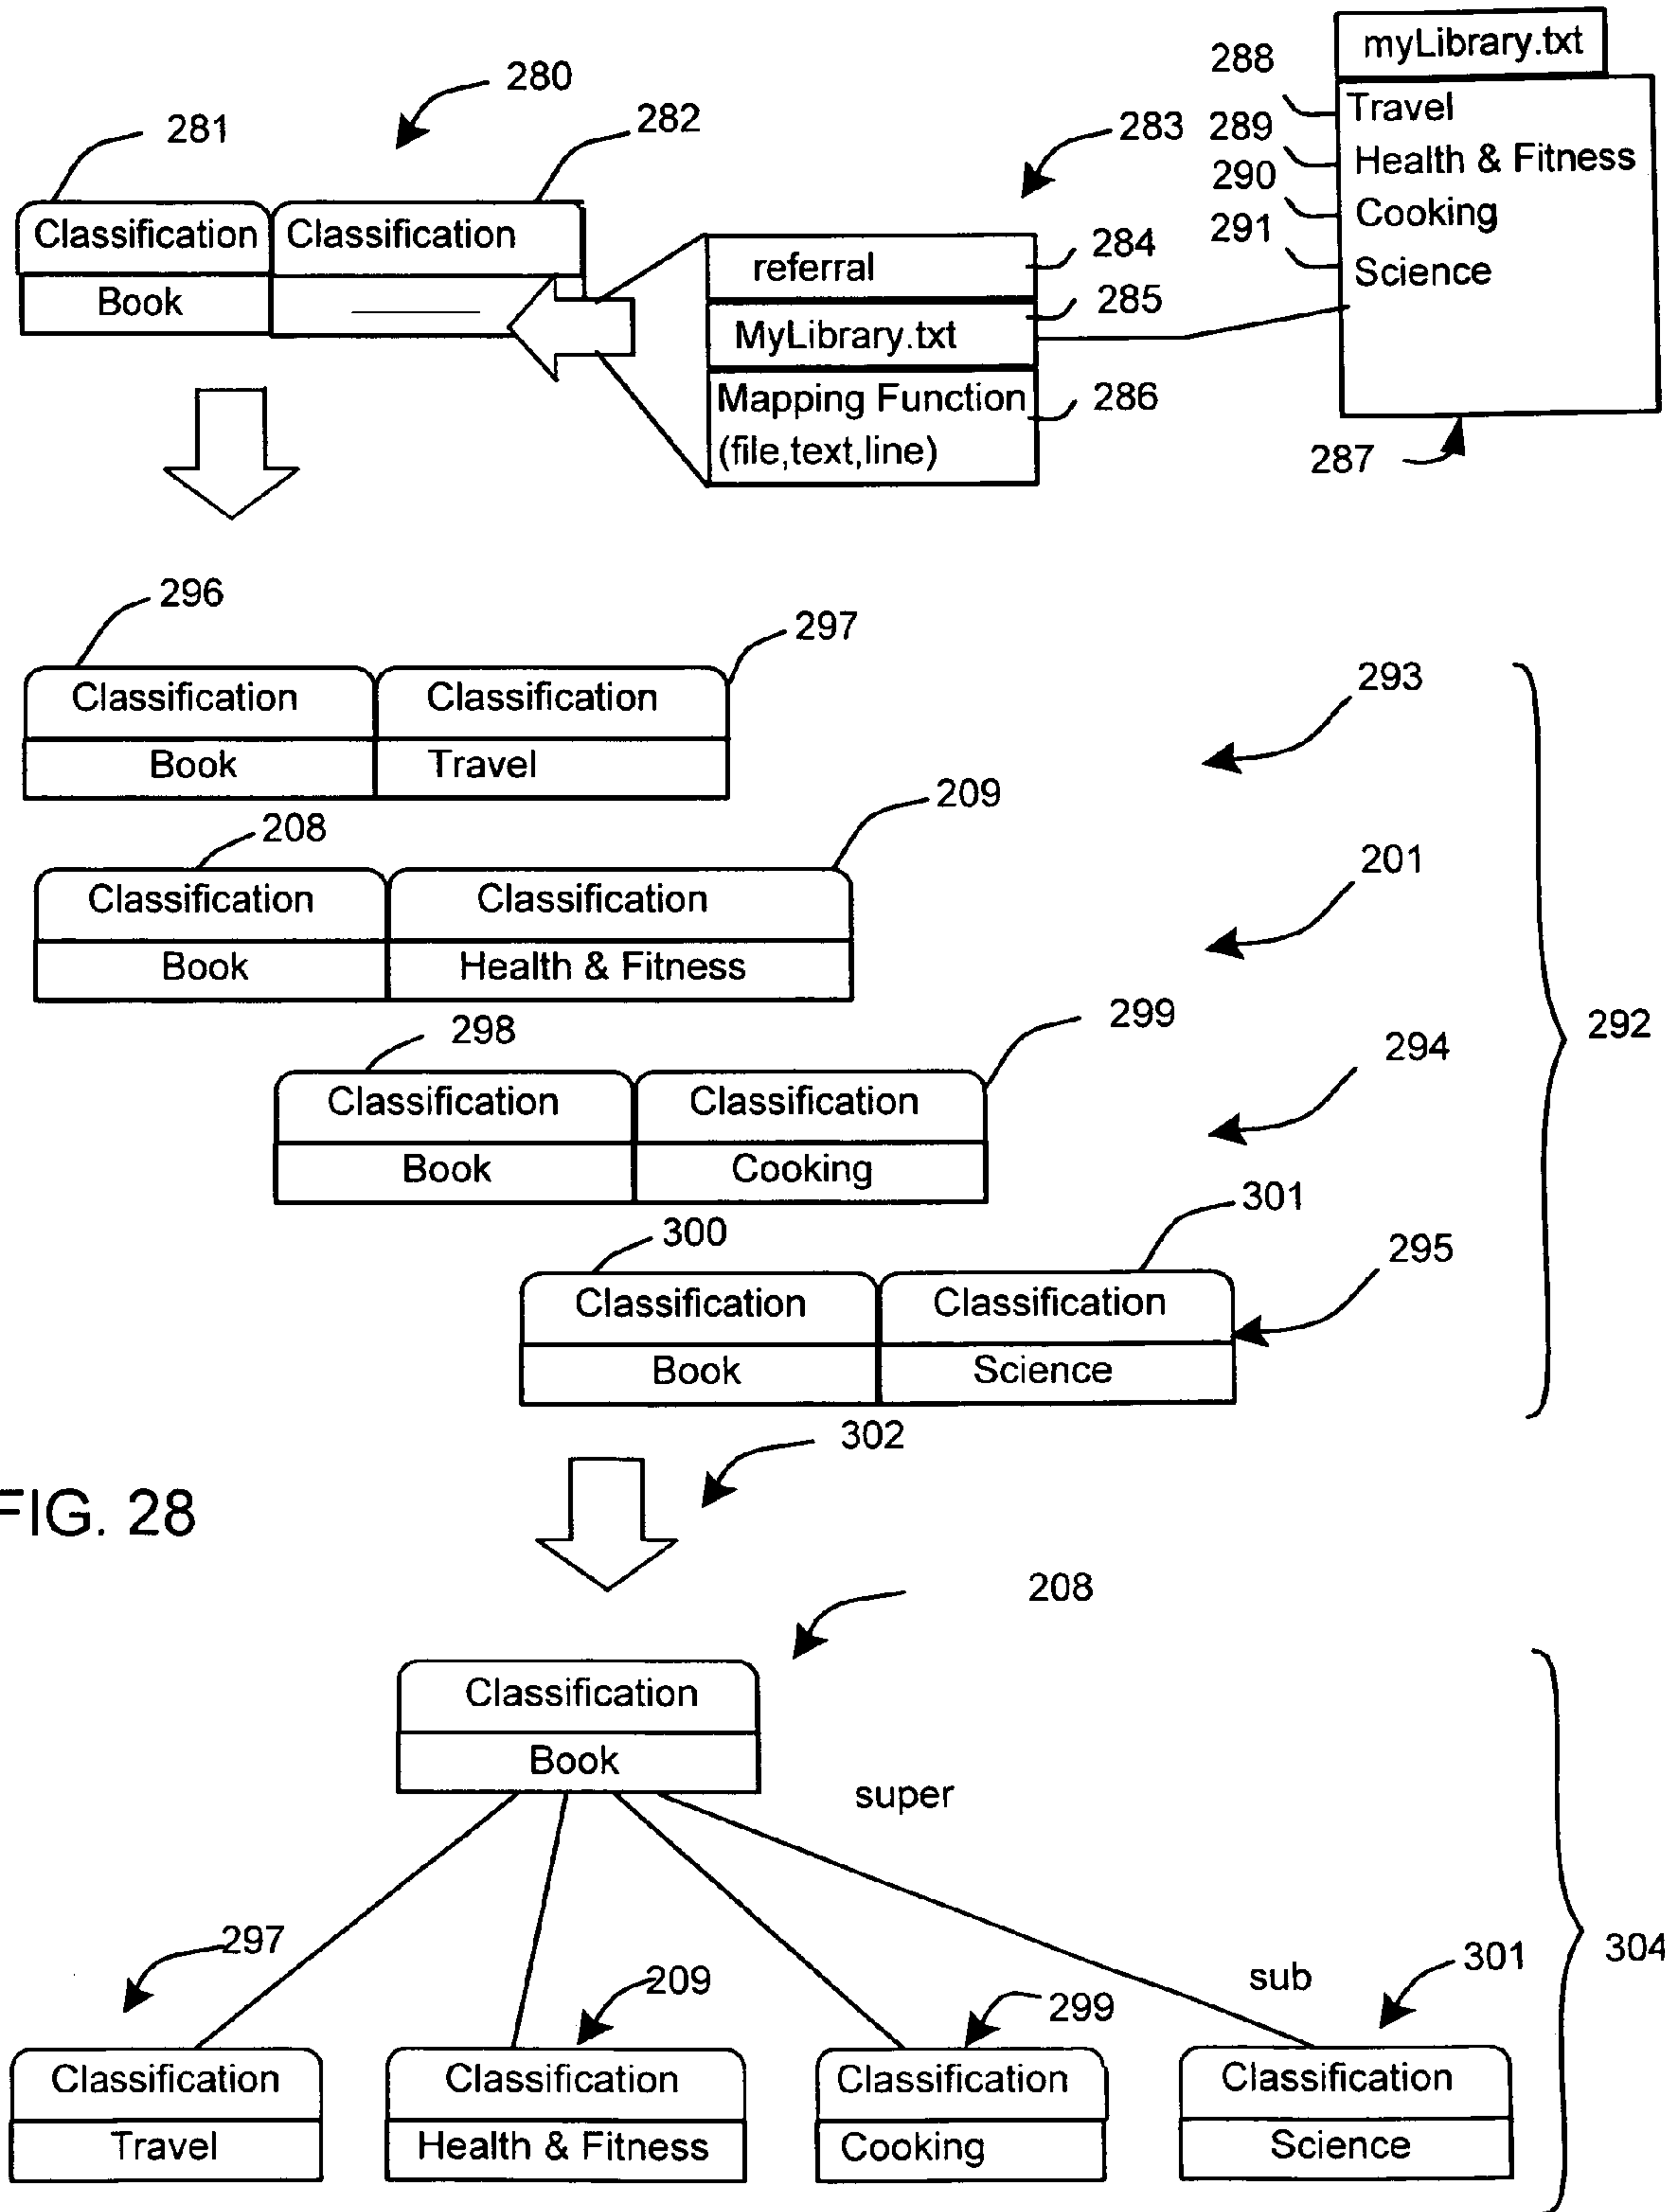 myLibrary.txt
288
Travel
280
281
282
283
289
Health & Fitness
290
Cooking
291
Science
Classification
Classification
Book
referral
284
MyLibrary.txt
285
Mapping Function
(file,text,line)
286
287
296
297
293
Classification
Classification
Book
Travel
208
209
201
Classification
Classification
Book
Health & Fitness
298
299
294
292
Classification
Classification
Book
Cooking
300
301
295
Classification
Classification
Book
Science
302
FIG. 28
208
Classification
Book
super
sub
297
209
299
301
304
Classification
Travel
Classification
Health & Fitness
Classification
Cooking
Classification
Science